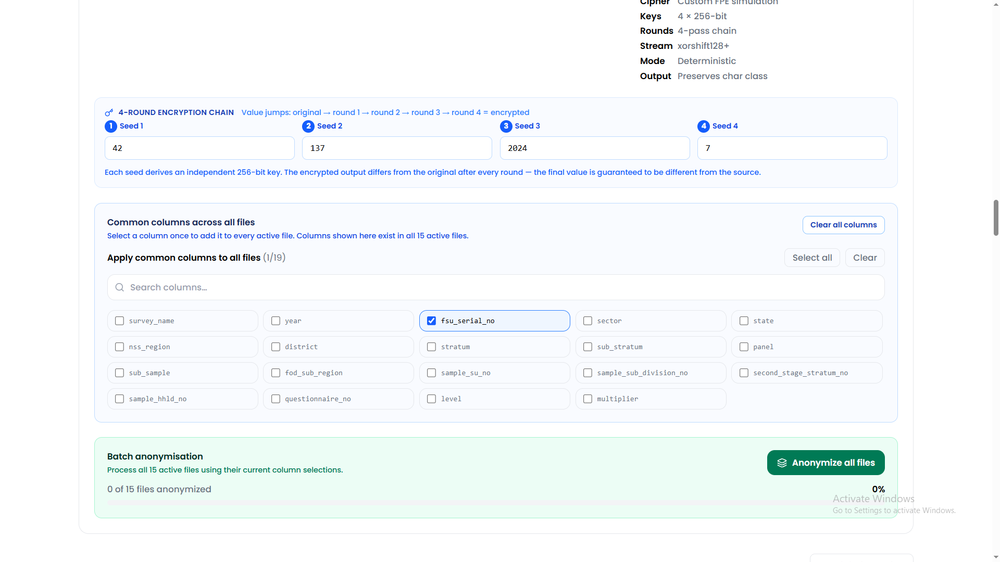 Cipher Custom FPE simulation
Keys 4 × 256-bit
Rounds 4-pass chain
Stream xorshift128+
Mode Deterministic
Output Preserves char class
4-ROUND ENCRYPTION CHAIN Value jumps: original → round 1 → round 2 → round 3 → round 4 = encrypted
1 Seed 1 2 Seed 2 3 Seed 3 4 Seed 4
42 137 2024 7
Each seed derives an independent 256-bit key. The encrypted output differs from the original after every round — the final value is guaranteed to be different from the source.
Common columns across all files
Clear all columns
Select a column once to add it to every active file. Columns shown here exist in all 15 active files.
Apply common columns to all files (1/19) Select all Clear
Search columns...
survey_name year fsu_serial_no sector state
nss_region district stratum sub_stratum panel
sub_sample fod_sub_region sample_su_no sample_sub_division_no second_stage_stratum_no
sample_hhld_no questionnaire_no level multiplier
Batch anonymisation
Anonymize all files
Process all 15 active files using their current column selections.
0 of 15 files anonymized 0%
Activate Windows
Go to Settings to activate Windows.